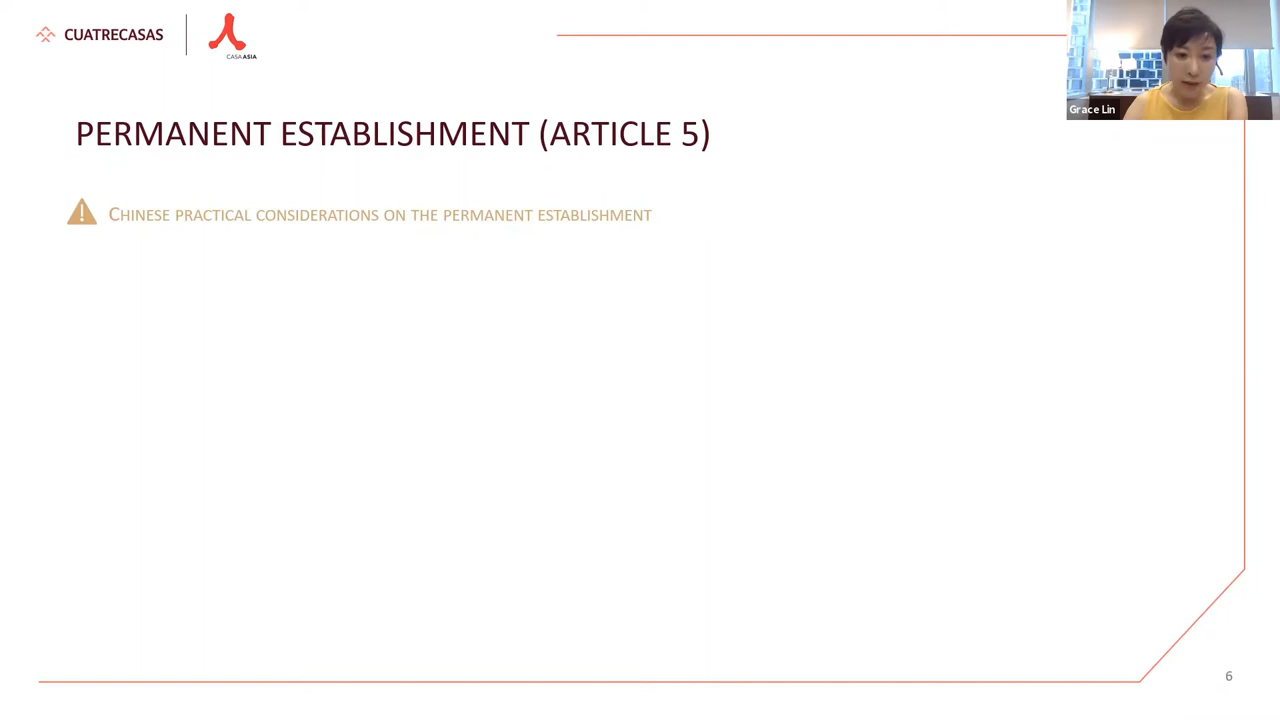 CUATRECASAS
CASA ASIA
Grace Lin
PERMANENT ESTABLISHMENT (ARTICLE 5)
CHINESE PRACTICAL CONSIDERATIONS ON THE PERMANENT ESTABLISHMENT
6